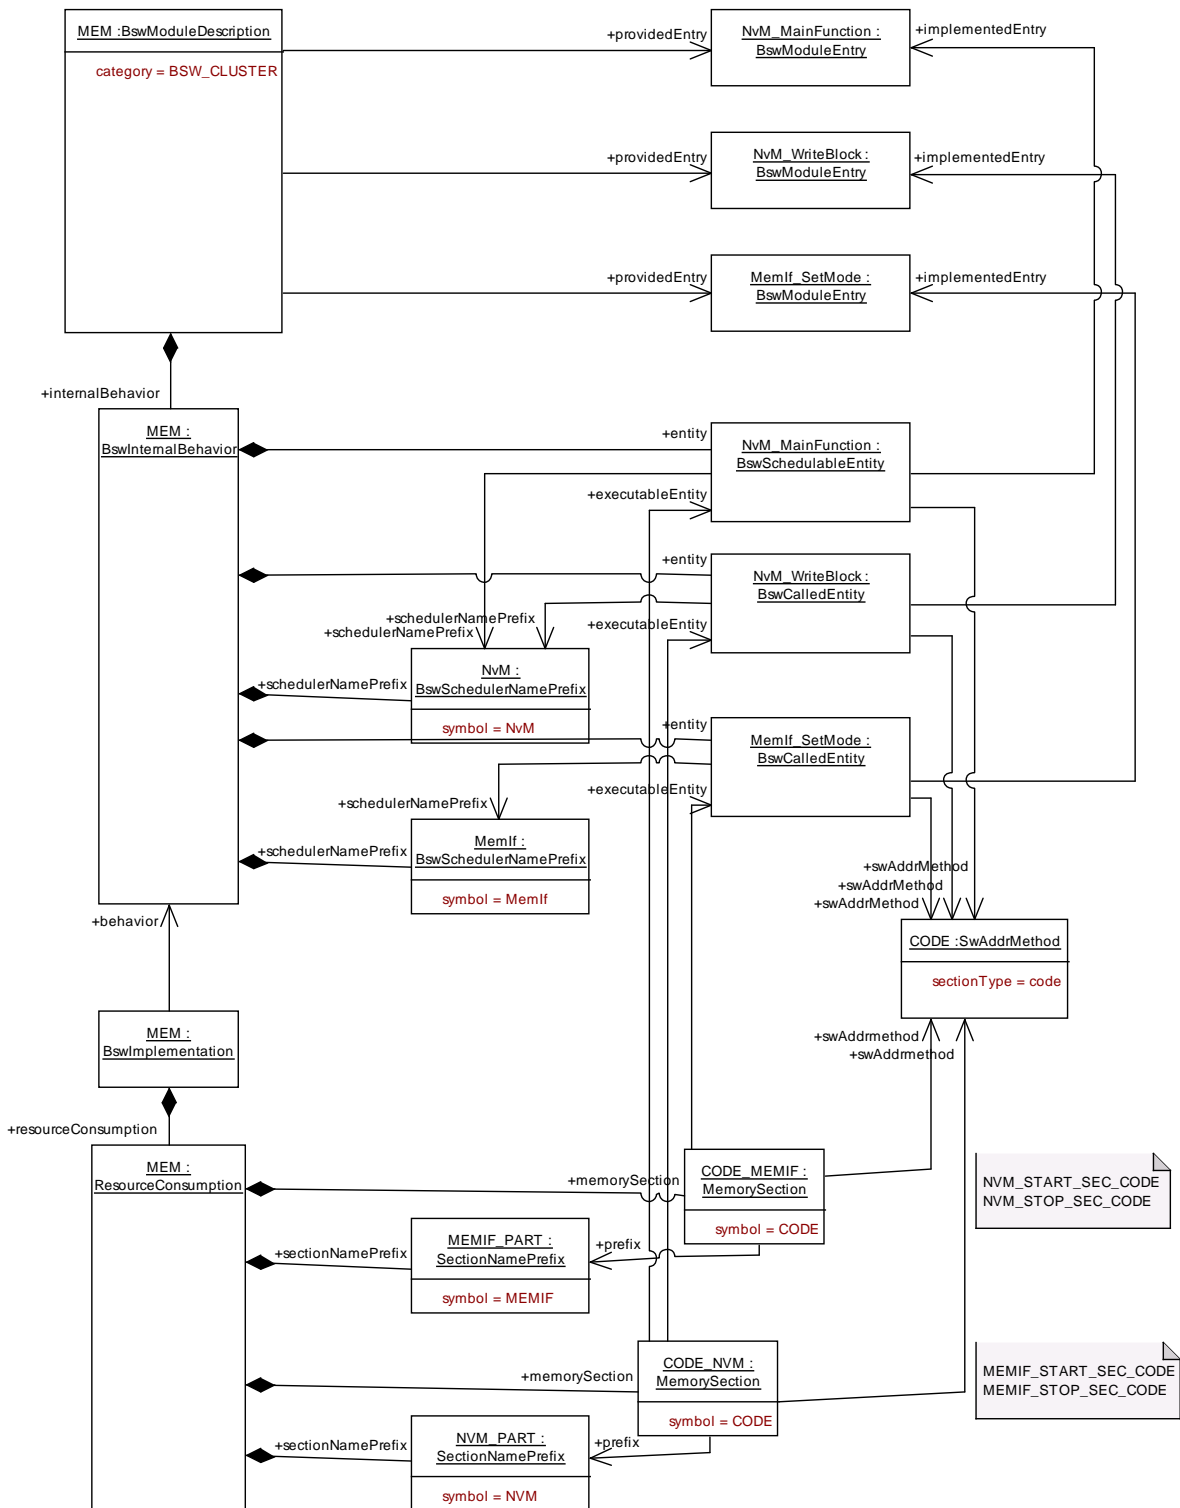 MEM :BswModuleDescription
category = BSW_CLUSTER
+providedEntry
NvM_MainFunction :
BswModuleEntry
+implementedEntry
+providedEntry
NvM_WriteBlock :
BswModuleEntry
+implementedEntry
+providedEntry
MemIf_SetMode :
BswModuleEntry
+implementedEntry
+internalBehavior
MEM :
BswInternalBehavior
+entity
NvM_MainFunction :
BswSchedulableEntity
+executableEntity
+entity
NvM_WriteBlock :
BswCalledEntity
+executableEntity
+schedulerNamePrefix
+schedulerNamePrefix
+schedulerNamePrefix
NvM :
BswSchedulerNamePrefix
symbol = NvM
+entity
MemIf_SetMode :
BswCalledEntity
+executableEntity
+schedulerNamePrefix
+schedulerNamePrefix
MemIf :
BswSchedulerNamePrefix
symbol = MemIf
+swAddrMethod
+swAddrMethod
+swAddrMethod
CODE :SwAddrMethod
sectionType = code
+behavior
MEM :
BswImplementation
+swAddrmethod
+swAddrmethod
+resourceConsumption
MEM :
ResourceConsumption
+memorySection
CODE_MEMIF :
MemorySection
symbol = CODE
NVM_START_SEC_CODE
NVM_STOP_SEC_CODE
+sectionNamePrefix
MEMIF_PART :
SectionNamePrefix
symbol = MEMIF
+prefix
+memorySection
CODE_NVM :
MemorySection
symbol = CODE
MEMIF_START_SEC_CODE
MEMIF_STOP_SEC_CODE
+sectionNamePrefix
NVM_PART :
SectionNamePrefix
symbol = NVM
+prefix